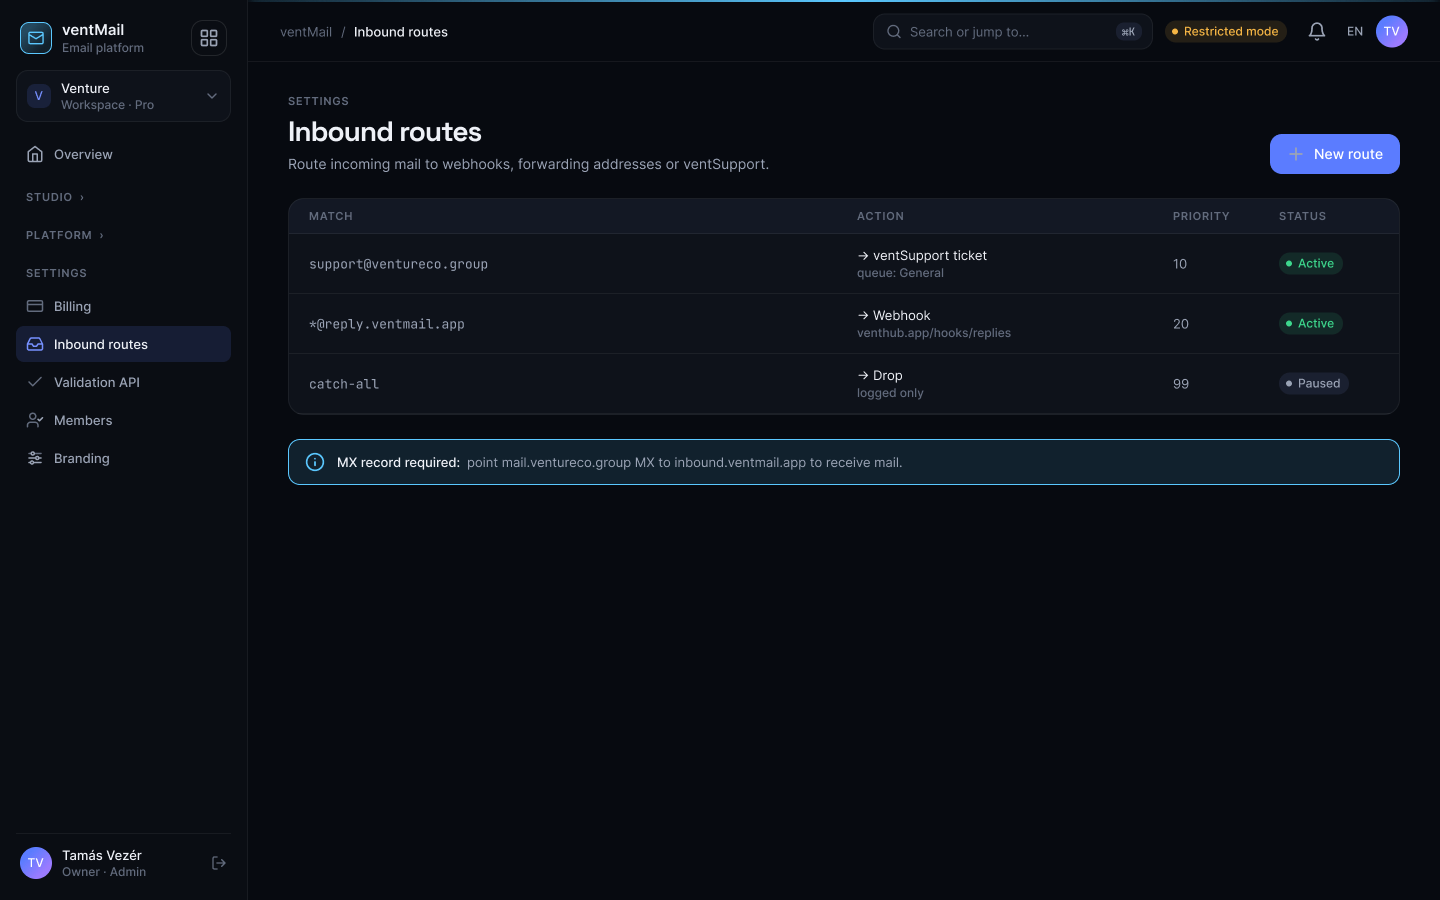 ventMail
Email platform
V
Venture
Workspace · Pro
Overview
STUDIO ›
PLATFORM ›
SETTINGS
Billing
Inbound routes
Validation API
Members
Branding
TV
Tamás Vezér
Owner · Admin
ventMail / Inbound routes
Search or jump to...
⌘K
Restricted mode
EN
TV
SETTINGS
Inbound routes
Route incoming mail to webhooks, forwarding addresses or ventSupport.
New route
MATCH ACTION PRIORITY STATUS
support@ventureco.group → ventSupport ticket 10 Active
queue: General
*@reply.ventmail.app → Webhook 20 Active
venthub.app/hooks/replies
catch-all → Drop 99 Paused
logged only
MX record required: point mail.ventureco.group MX to inbound.ventmail.app to receive mail.